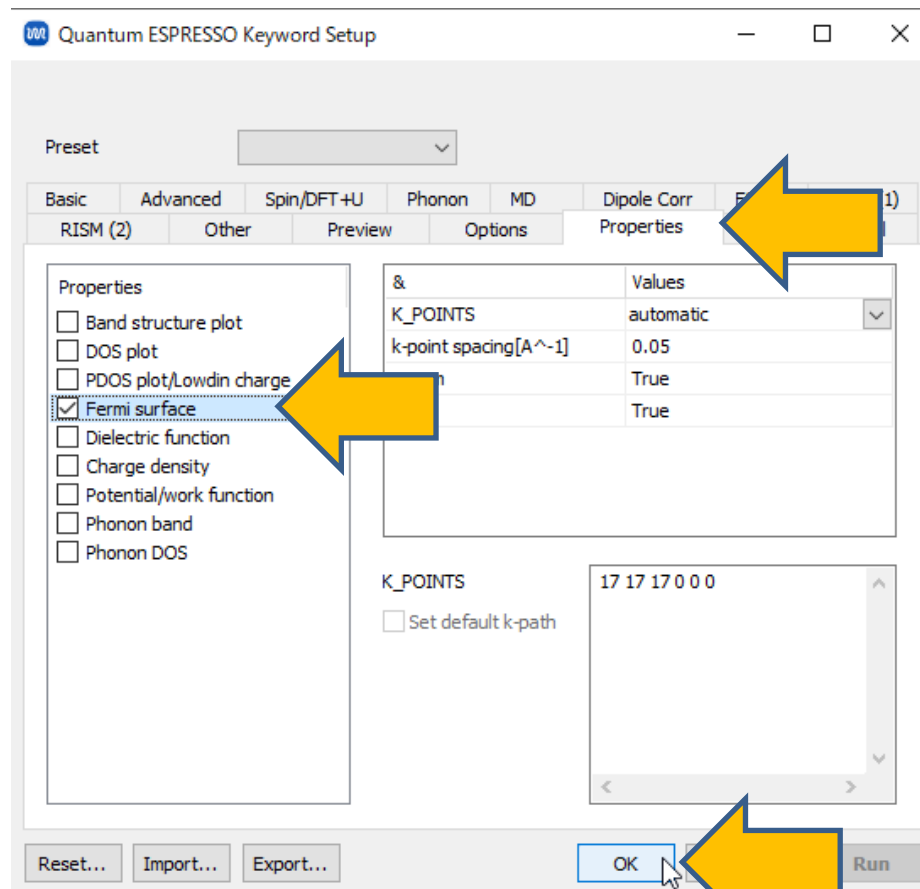 Quantum ESPRESSO Keyword Setup
Preset
Basic Advanced Spin/DFT+U Phonon MD Dipole Corr 1)
RISM (2) Other Preview Options Properties
Properties
Band structure plot
DOS plot
PDOS plot/Lowdin charge
Fermi surface
Dielectric function
Charge density
Potential/work function
Phonon band
Phonon DOS
& Values
K_POINTS automatic
k-point spacing[A^-1] 0.05
True
True
K_POINTS
Set default k-path
17 17 17 0 0 0
Reset... Import... Export... OK Run